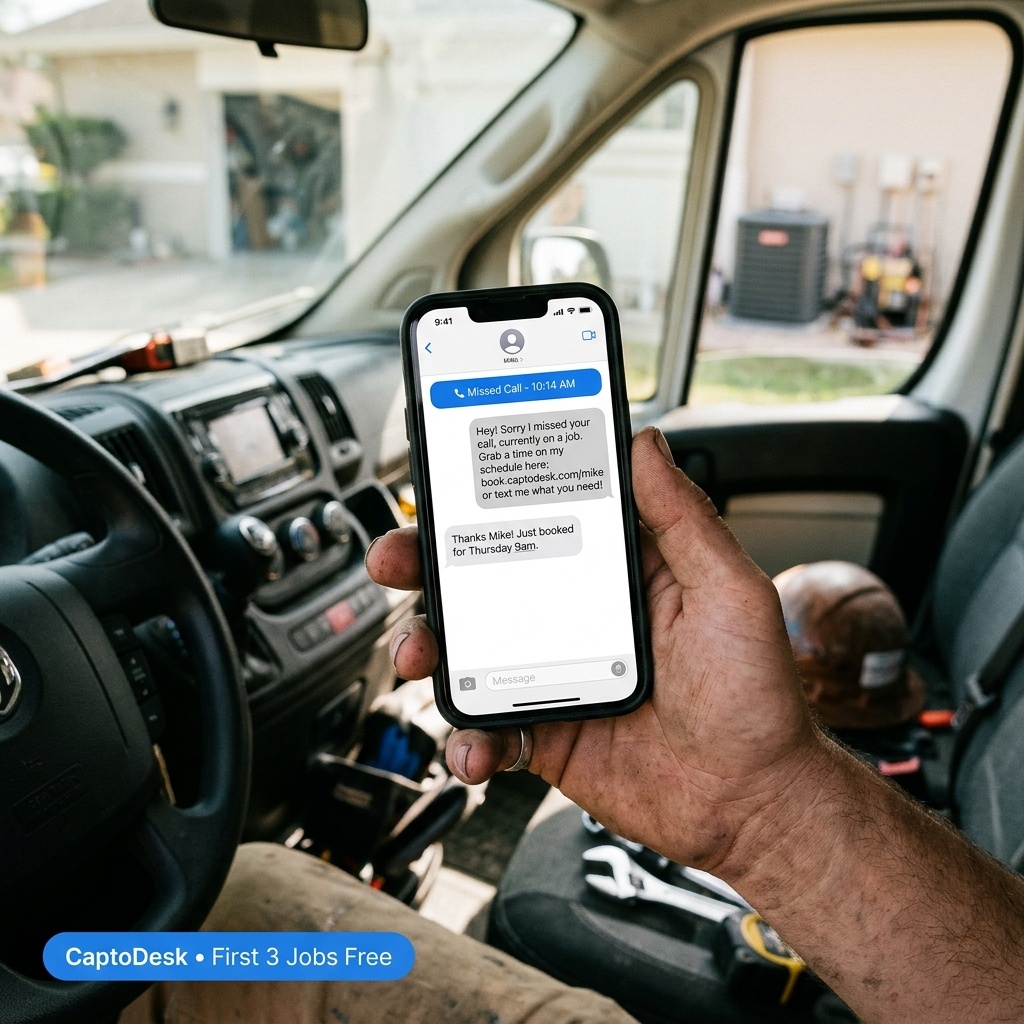 9:41
Missed Call - 10:14 AM
Hey! Sorry I missed your
call, currently on a job.
Grab a time on my
schedule here:
book.captodesk.com/mike
or text me what you need!
Thanks Mike! Just booked
for Thursday 9am.
Message
CaptoDesk • First 3 Jobs Free